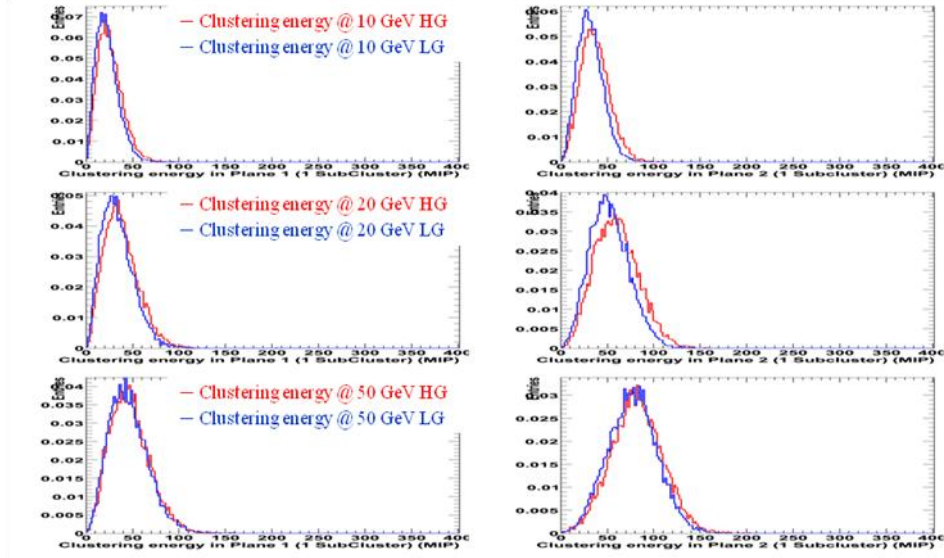 Entries
0.07
0.06
0.05
0.04
0.03
0.02
0.01
0
— Clustering energy @ 10 GeV HG
— Clustering energy @ 10 GeV LG
0 50 100 150 200 250 300 350 400
Clustering energy in Plane 1 (1 SubCluster) (MIP)
Entries
0.06
0.05
0.04
0.03
0.02
0.01
0
0 50 100 150 200 250 300 350 400
Clustering energy in Plane 2 (1 Subcluster) (MIP)
Entries
0.05
0.04
0.03
0.02
0.01
0
— Clustering energy @ 20 GeV HG
— Clustering energy @ 20 GeV LG
0 50 100 150 200 250 300 350 400
Clustering energy in Plane 1 (1 SubCluster) (MIP)
Entries
0.04
0.035
0.03
0.025
0.02
0.015
0.01
0.005
0
0 50 100 150 200 250 300 350 400
Clustering energy in Plane 2 (1 Subcluster) (MIP)
Entries
0.04
0.035
0.03
0.025
0.02
0.015
0.01
0.005
0
— Clustering energy @ 50 GeV HG
— Clustering energy @ 50 GeV LG
0 50 100 150 200 250 300 350 400
Clustering energy in Plane 1 (1 SubCluster) (MIP)
Entries
0.03
0.025
0.02
0.015
0.01
0.005
0
0 50 100 150 200 250 300 350 400
Clustering energy in Plane 2 (1 Subcluster) (MIP)